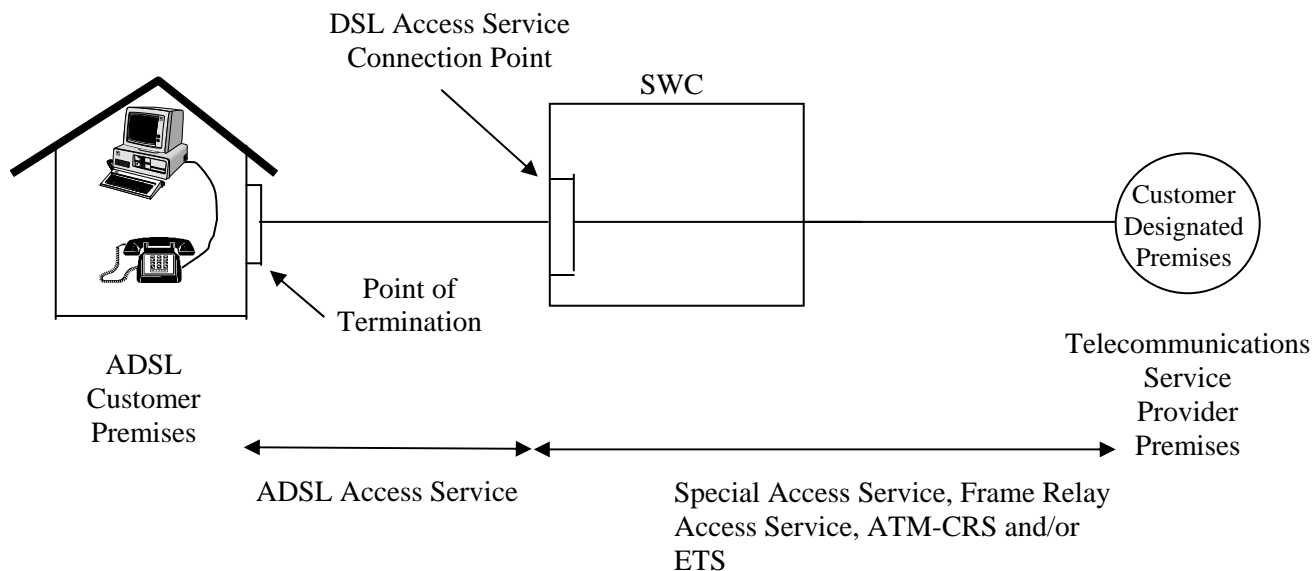 DSL Access Service
Connection Point
SWC
Customer
Designated
Premises
Point of
Termination
ADSL
Customer
Premises
Telecommunications
Service
Provider
Premises
ADSL Access Service
Special Access Service, Frame Relay
Access Service, ATM-CRS and/or
ETS